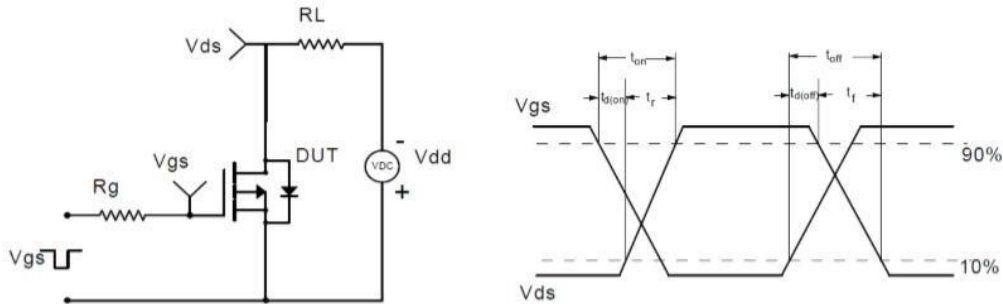 RL
Vds
Vgs
DUT
VDC
-
+
Vdd
Rg
Vgs
ton
toff
td(on)
tr
td(off)
tf
Vgs
90%
10%
Vds